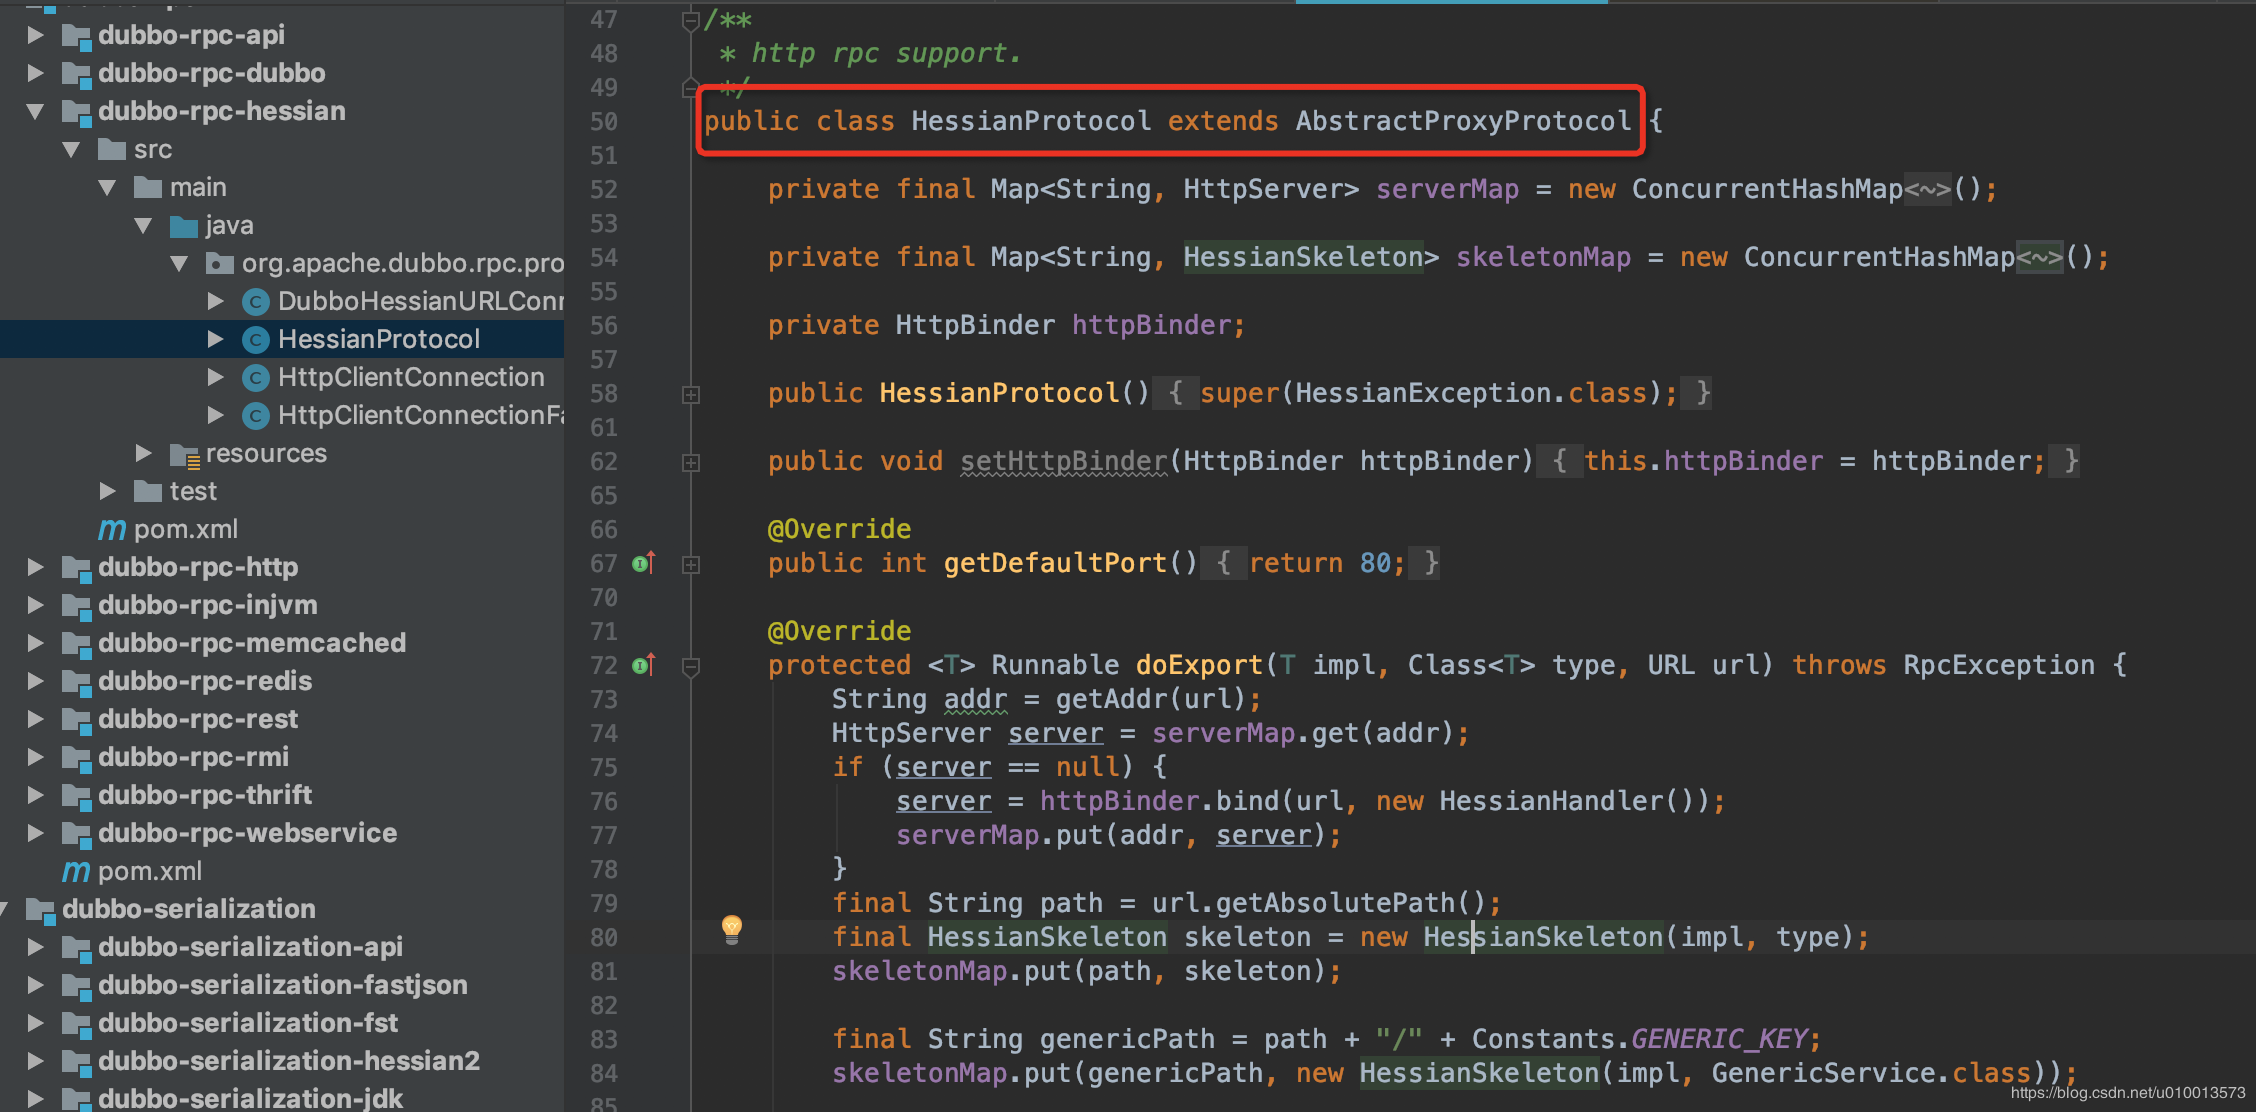 dubbo-rpc-api
dubbo-rpc-dubbo
dubbo-rpc-hessian
src
main
java
org.apache.dubbo.rpc.pro
DubboHessianURLConn
HessianProtocol
HttpClientConnection
HttpClientConnectionFa
resources
test
pom.xml
dubbo-rpc-http
dubbo-rpc-injvm
dubbo-rpc-memcached
dubbo-rpc-redis
dubbo-rpc-rest
dubbo-rpc-rmi
dubbo-rpc-thrift
dubbo-rpc-webservice
pom.xml
dubbo-serialization
dubbo-serialization-api
dubbo-serialization-fastjson
dubbo-serialization-fst
dubbo-serialization-hessian2
dubbo-serialization-jdk
47 /**
48 * http rpc support.
49 */
50 public class HessianProtocol extends AbstractProxyProtocol {
51
52 private final Map<String, HttpServer> serverMap = new ConcurrentHashMap<~>();
53
54 private final Map<String, HessianSkeleton> skeletonMap = new ConcurrentHashMap<~>();
55
56 private HttpBinder httpBinder;
57
58 public HessianProtocol() { super(HessianException.class); }
61
62 public void setHttpBinder(HttpBinder httpBinder) { this.httpBinder = httpBinder; }
65
66 @Override
67 public int getDefaultPort() { return 80; }
70
71 @Override
72 protected <T> Runnable doExport(T impl, Class<T> type, URL url) throws RpcException {
73 String addr = getAddr(url);
74 HttpServer server = serverMap.get(addr);
75 if (server == null) {
76 server = httpBinder.bind(url, new HessianHandler());
77 serverMap.put(addr, server);
78 }
79 final String path = url.getAbsolutePath();
80 final HessianSkeleton skeleton = new HessianSkeleton(impl, type);
81 skeletonMap.put(path, skeleton);
82
83 final String genericPath = path + "/" + Constants.GENERIC_KEY;
84 skeletonMap.put(genericPath, new HessianSkeleton(impl, GenericService.class));
85
https://blog.csdn.net/u010013573